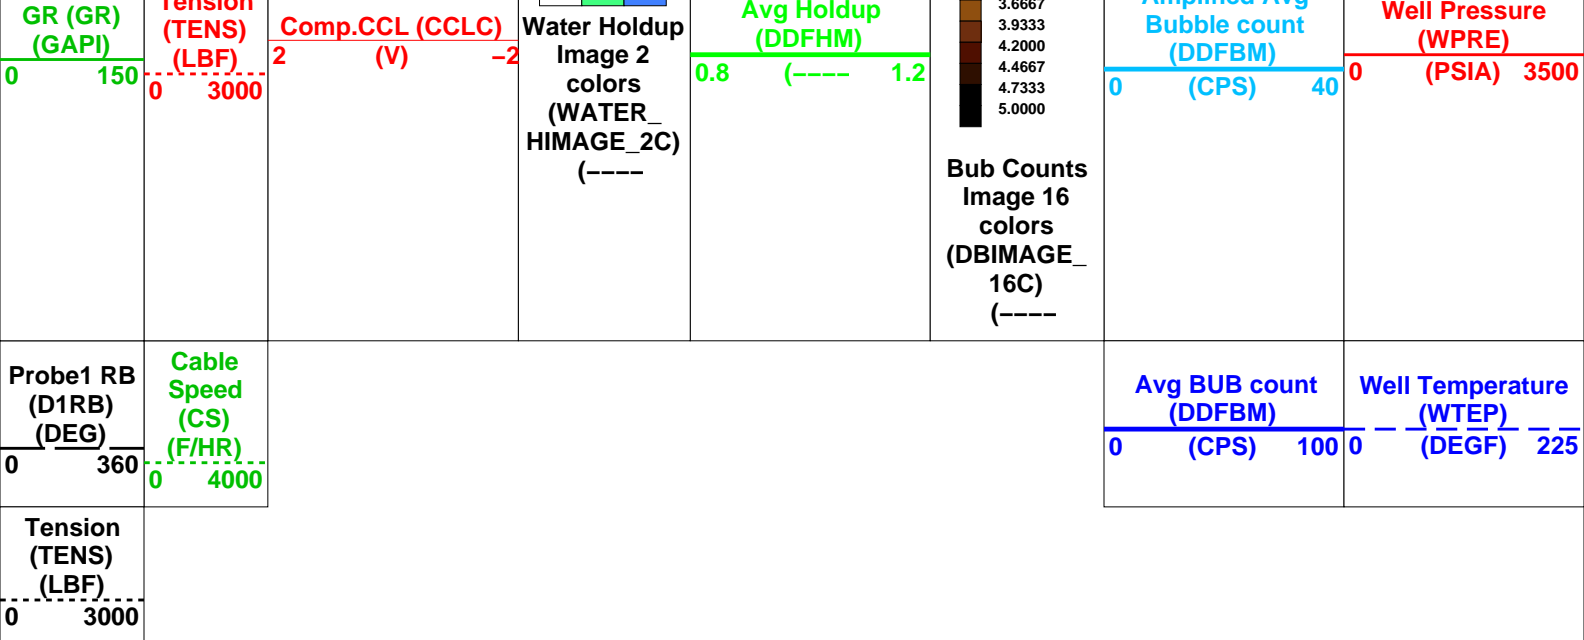 GR (GR)
(GAPI)
0 150
Tension
(TENS)
(LBF)
0 3000
Comp.CCL (CCLC)
2 (V) −2
Water Holdup
Image 2
colors
(WATER_
HIMAGE_2C)
(−−−−
Avg Holdup
(DDFHM)
0.8 (−−−− 1.2
3.6667
3.9333
4.2000
4.4667
4.7333
5.0000
Bub Counts
Image 16
colors
(DBIMAGE_
16C)
(−−−−
Amplified Avg
Bubble count
(DDFBM)
0 (CPS) 40
Well Pressure
(WPRE)
0 (PSIA) 3500
Probe1 RB
(D1RB)
(DEG)
0 360
Cable
Speed
(CS)
(F/HR)
0 4000
Avg BUB count
(DDFBM)
0 (CPS) 100
Well Temperature
(WTEP)
0 (DEGF) 225
Tension
(TENS)
(LBF)
0 3000